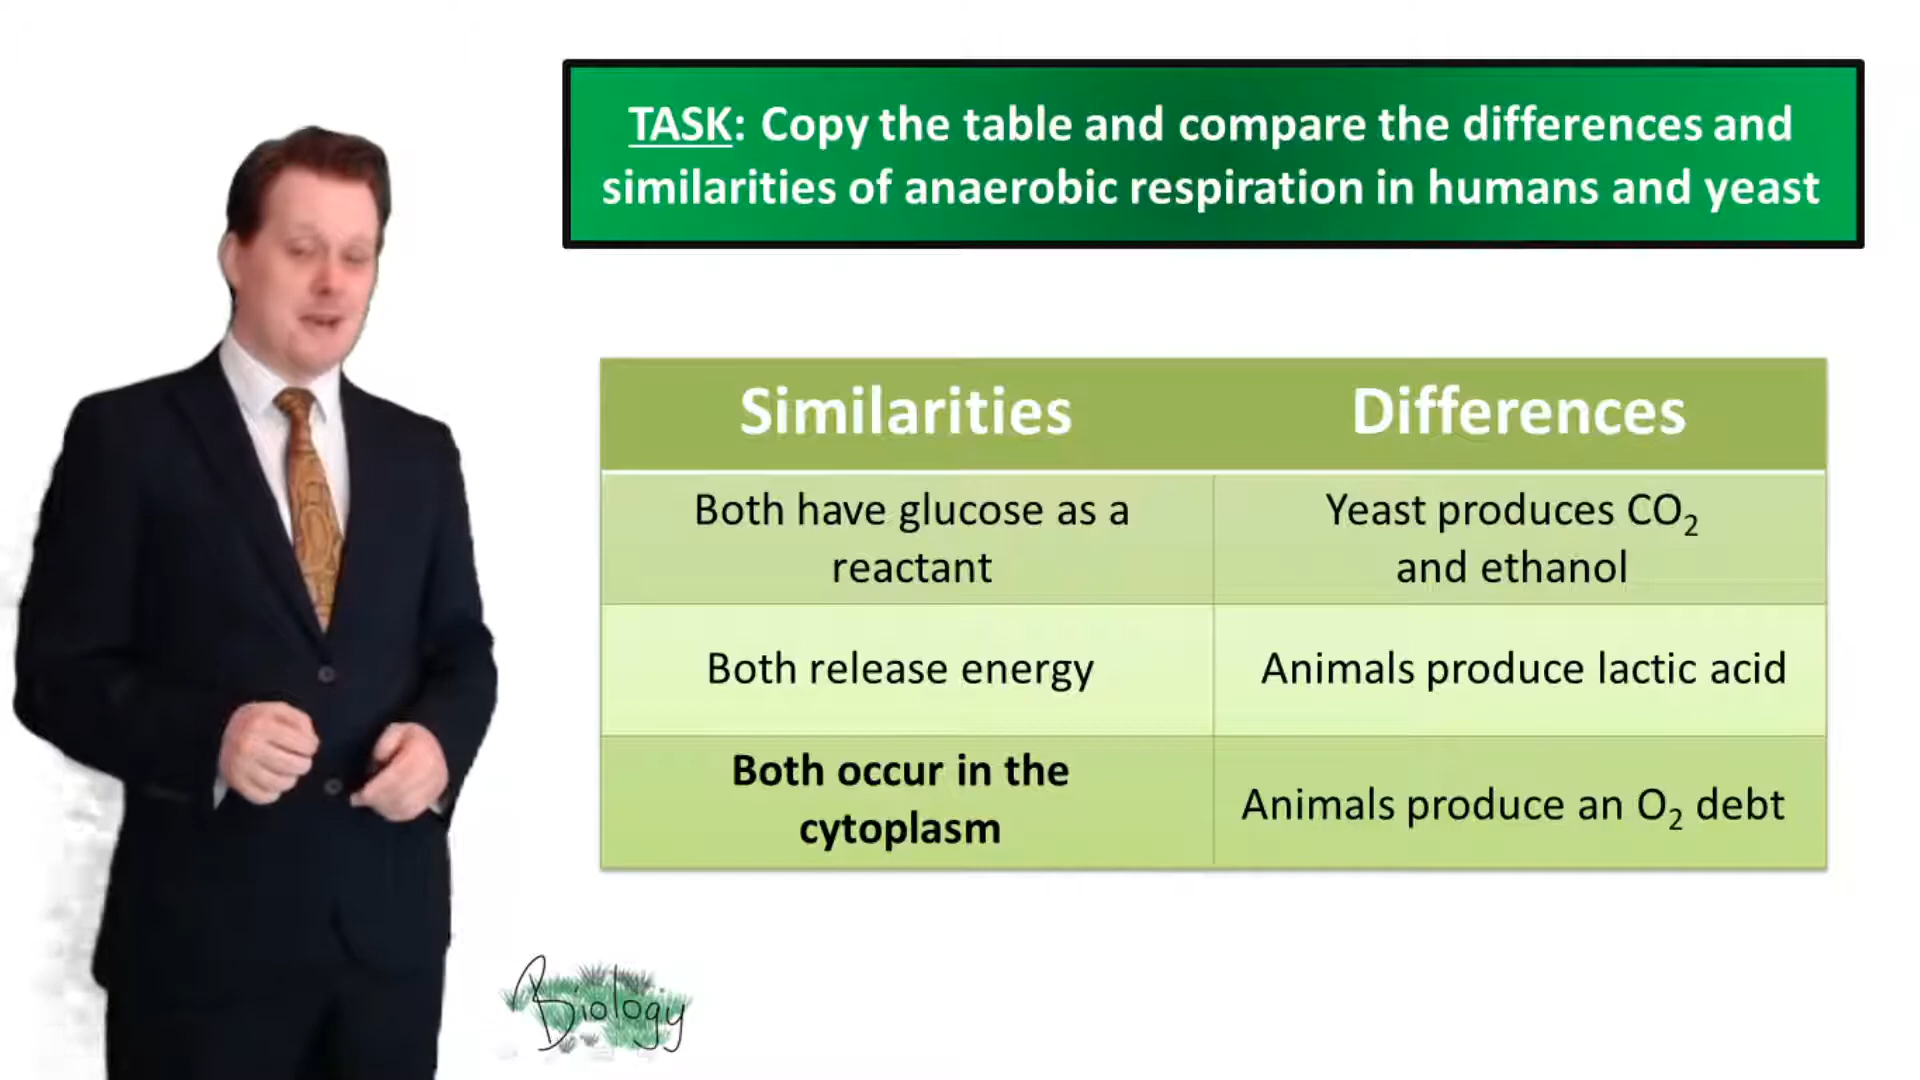 TASK: Copy the table and compare the differences and
similarities of anaerobic respiration in humans and yeast
Similarities
Differences
Both have glucose as a
reactant
Yeast produces CO₂
and ethanol
Both release energy
Animals produce lactic acid
Both occur in the
cytoplasm
Animals produce an O₂ debt
Biology